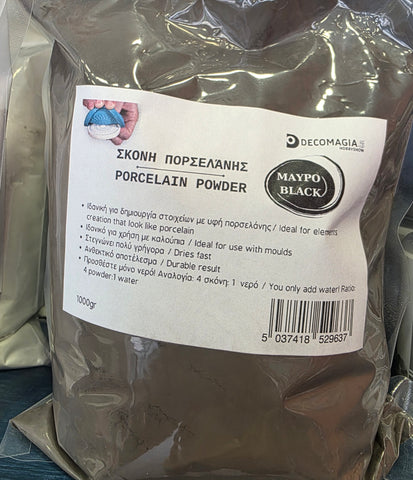 DECOMAGIA
HOBBYSHOW
ΣΚΟΝΗ ΠΟΡΣΕΛΑΝΗΣ
PORCELAIN POWDER
ΜΑΥΡΟ
BLACK
• Ιδανική για δημιουργία στοιχείων με υφή πορσελάνης / Ideal for elements
creation that look like porcelain
• Ιδανικό για χρήση με καλούπια / Ideal for use with moulds
• Στεγνώνει πολύ γρήγορα / Dries fast
• Ανθεκτικό αποτέλεσμα / Durable result
• Προσθέστε μόνο νερό! Αναλογία: 4 σκόνη: 1 νερό / You only add water! Ratio:
4 powder:1 water
1000gr
5 037418 529637